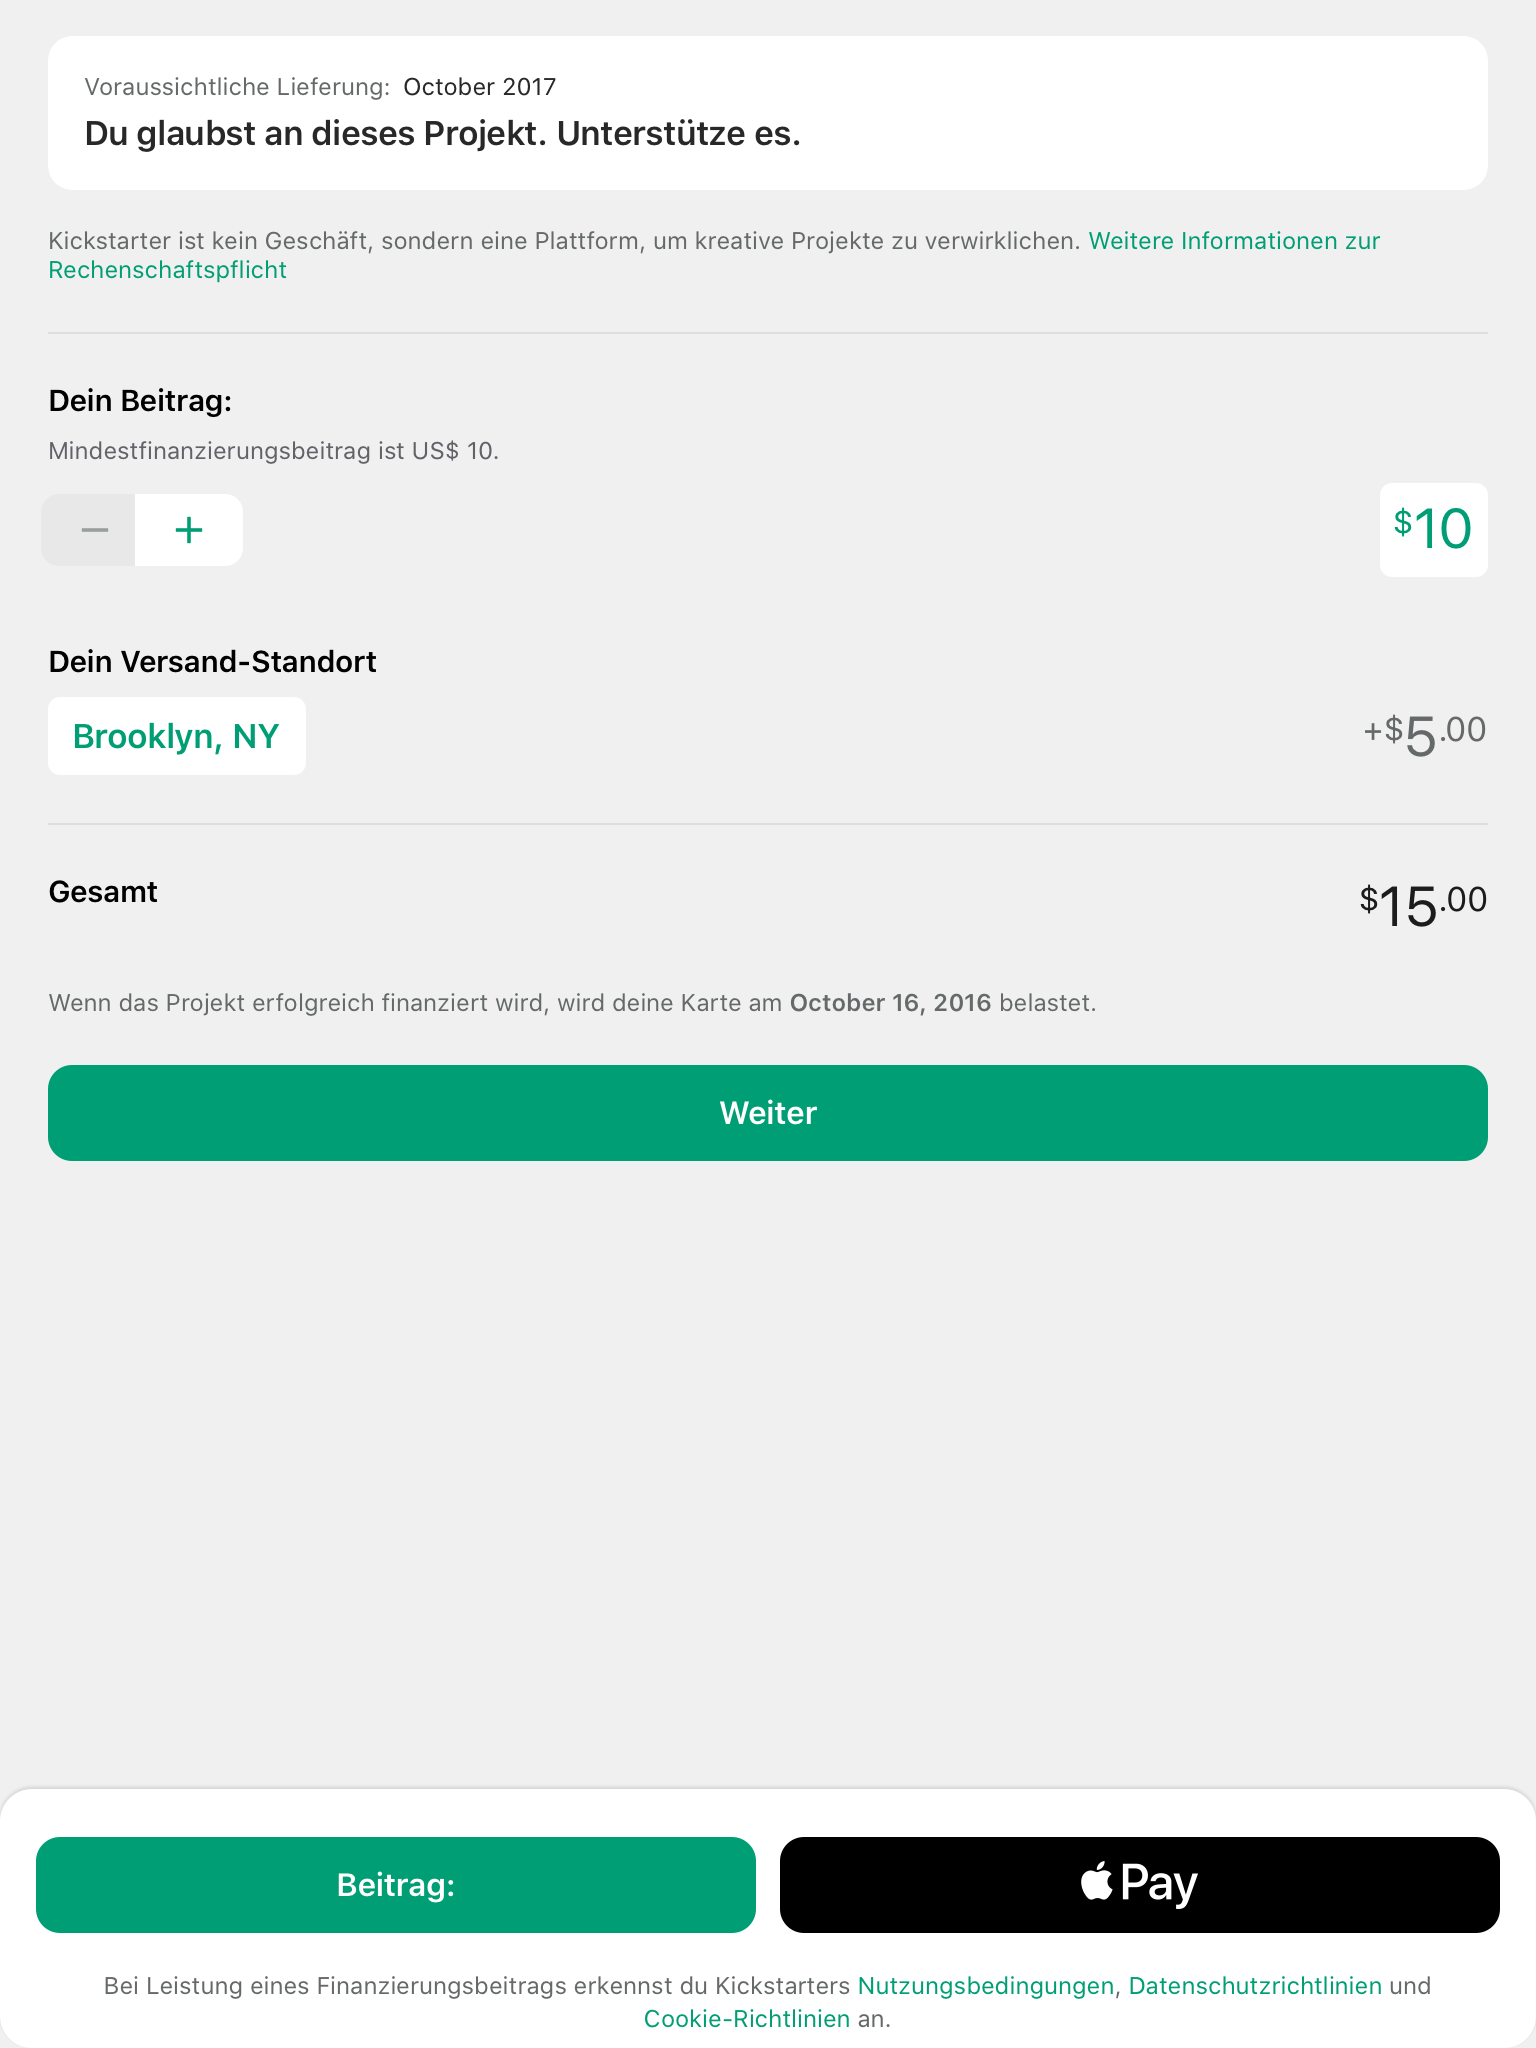 Voraussichtliche Lieferung: October 2017
Du glaubst an dieses Projekt. Unterstütze es.
Kickstarter ist kein Geschäft, sondern eine Plattform, um kreative Projekte zu verwirklichen. Weitere Informationen zur
Rechenschaftspflicht
Dein Beitrag:
Mindestfinanzierungsbeitrag ist US$ 10.
− + $10
Dein Versand-Standort
Brooklyn, NY +$5.00
Gesamt $15.00
Wenn das Projekt erfolgreich finanziert wird, wird deine Karte am October 16, 2016 belastet.
Weiter
Beitrag: Pay
Bei Leistung eines Finanzierungsbeitrags erkennst du Kickstarters Nutzungsbedingungen, Datenschutzrichtlinien und
Cookie-Richtlinien an.